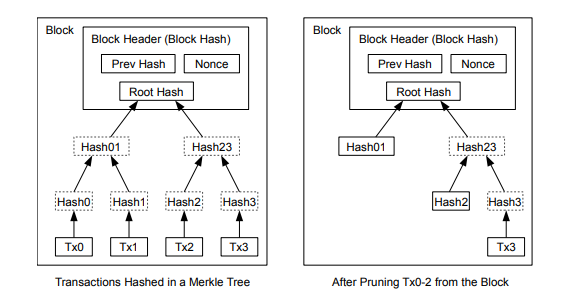 Block
Block Header (Block Hash)
Prev Hash
Nonce
Root Hash
Hash01
Hash23
Hash0
Hash1
Hash2
Hash3
Tx0
Tx1
Tx2
Tx3
Transactions Hashed in a Merkle Tree
Block
Block Header (Block Hash)
Prev Hash
Nonce
Root Hash
Hash01
Hash23
Hash2
Hash3
Tx3
After Pruning Tx0-2 from the Block